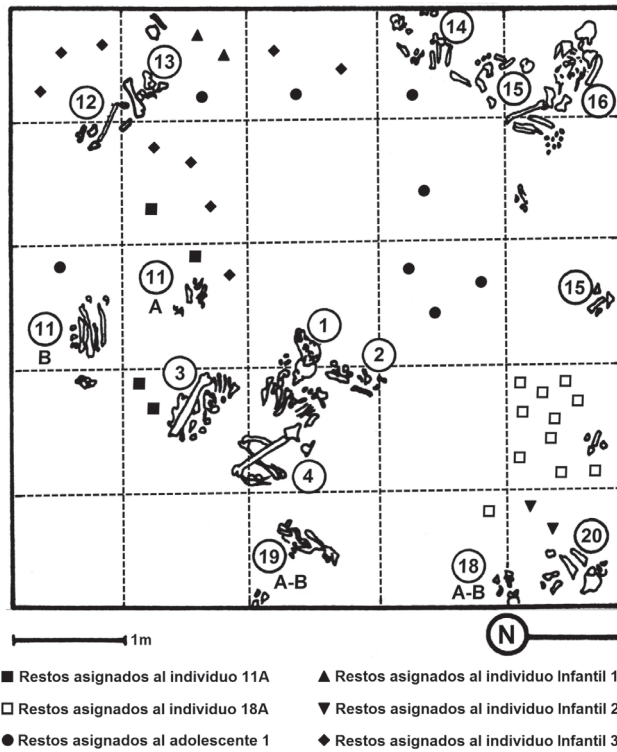 14
13
15
12
16
11
A
15
11
B
1
2
3
4
19
A-B
18
A-B
20
1m
N
■ Restos asignados al individuo 11A
▲ Restos asignados al individuo Infantil 1
□ Restos asignados al individuo 18A
▼ Restos asignados al individuo Infantil 2
● Restos asignados al adolescente 1
◆ Restos asignados al individuo Infantil 3